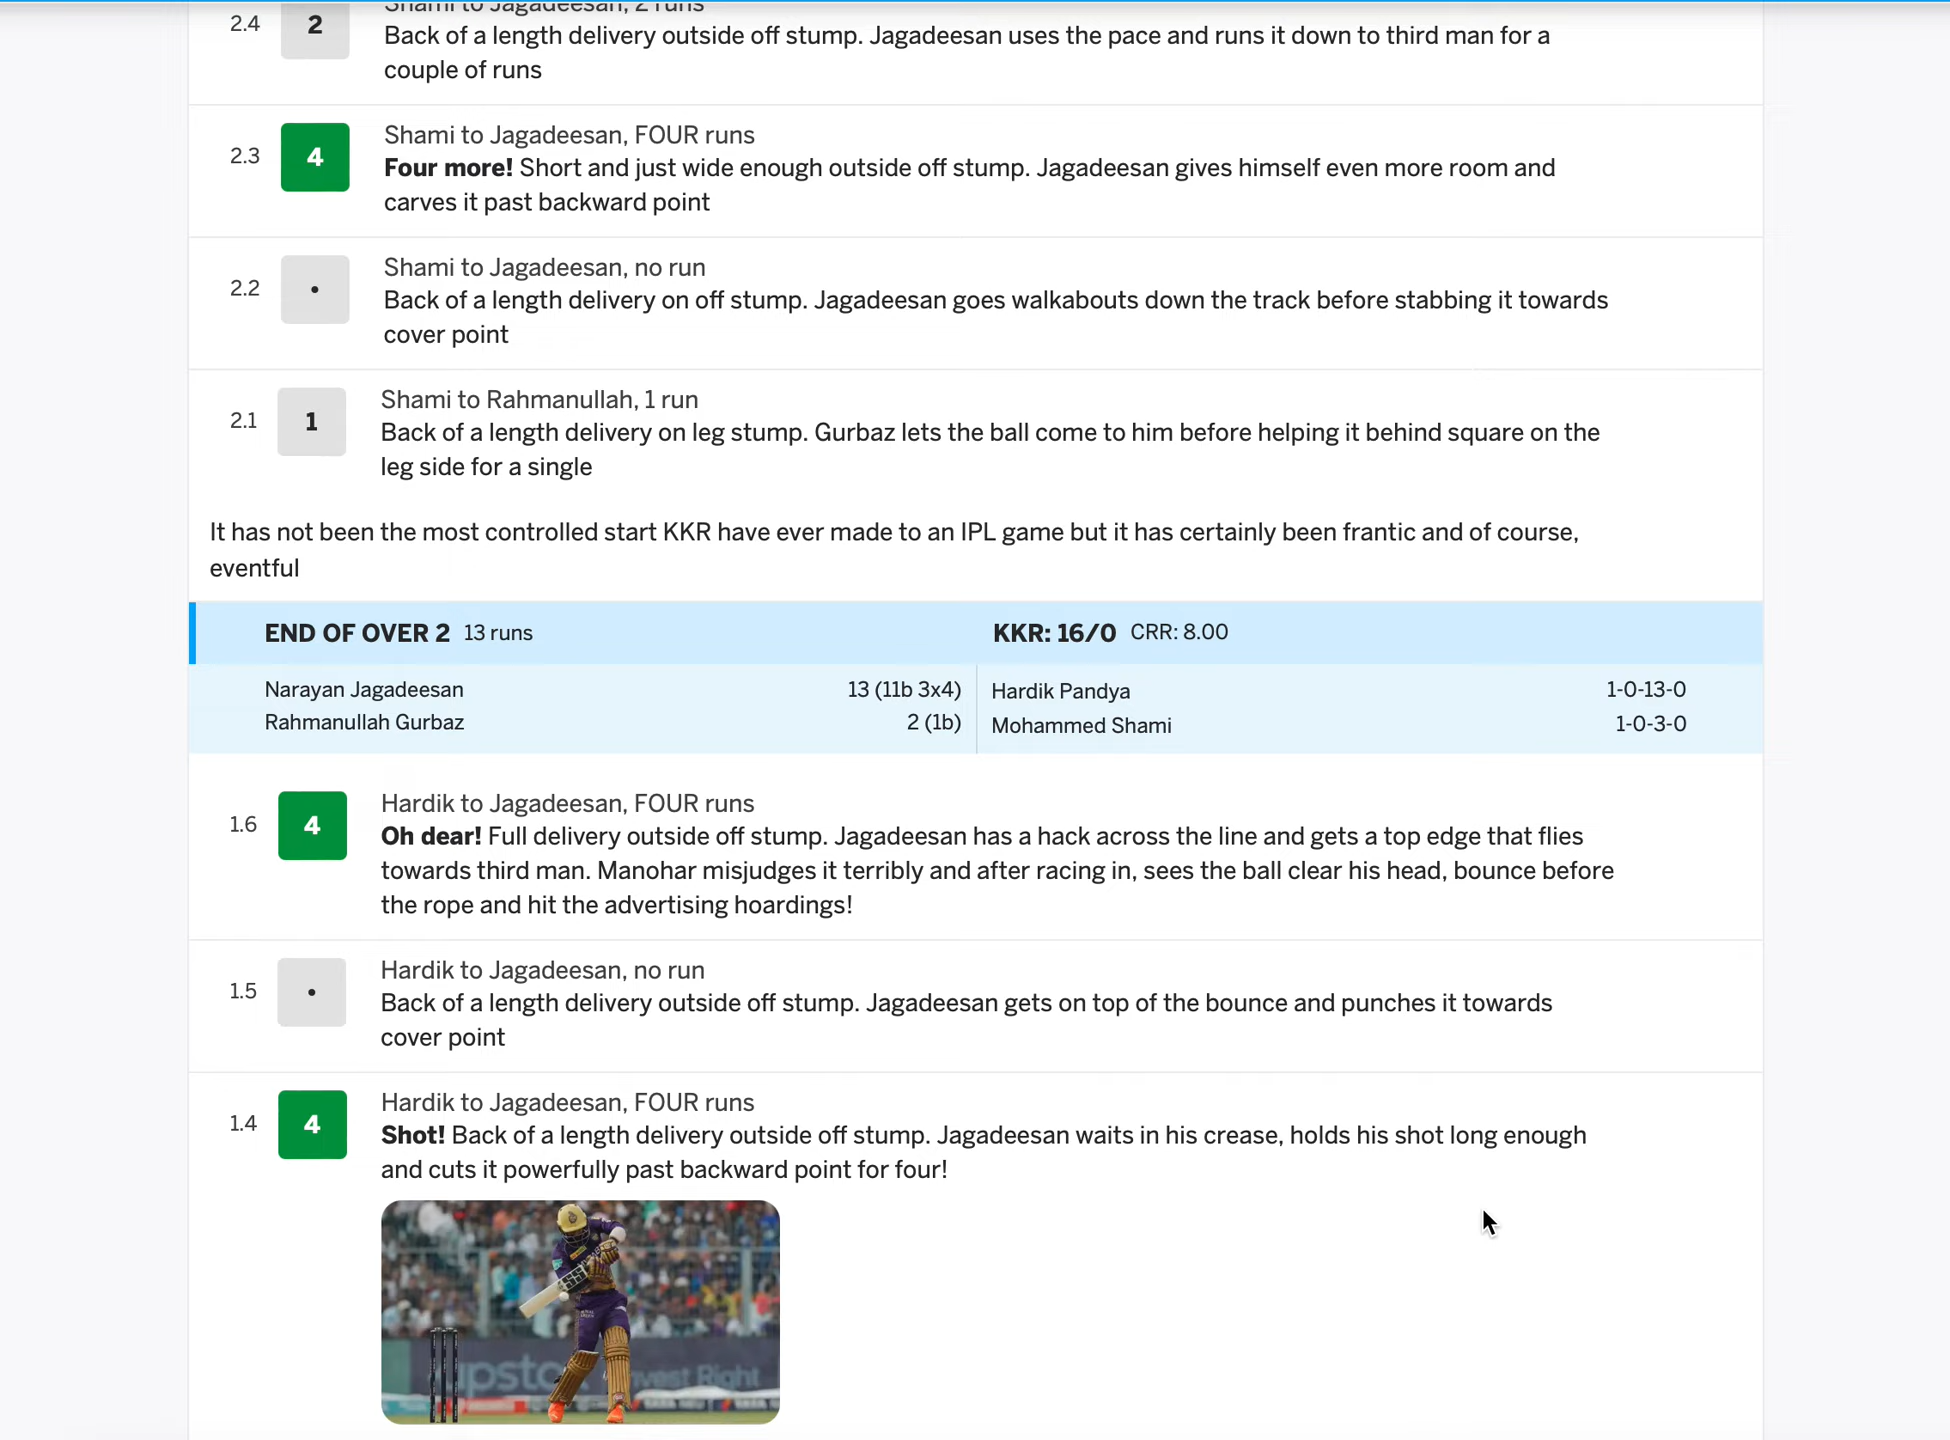 Shami to Jagadeesan, 2 runs
2.4
2
Back of a length delivery outside off stump. Jagadeesan uses the pace and runs it down to third man for a
couple of runs
Shami to Jagadeesan, FOUR runs
2.3
4
Four more! Short and just wide enough outside off stump. Jagadeesan gives himself even more room and
carves it past backward point
Shami to Jagadeesan, no run
2.2
•
Back of a length delivery on off stump. Jagadeesan goes walkabouts down the track before stabbing it towards
cover point
Shami to Rahmanullah, 1 run
2.1
1
Back of a length delivery on leg stump. Gurbaz lets the ball come to him before helping it behind square on the
leg side for a single
It has not been the most controlled start KKR have ever made to an IPL game but it has certainly been frantic and of course,
eventful
END OF OVER 2 13 runs
KKR: 16/0 CRR: 8.00
Narayan Jagadeesan 13 (11b 3x4)
Rahmanullah Gurbaz 2 (1b)
Hardik Pandya 1-0-13-0
Mohammed Shami 1-0-3-0
Hardik to Jagadeesan, FOUR runs
1.6
4
Oh dear! Full delivery outside off stump. Jagadeesan has a hack across the line and gets a top edge that flies
towards third man. Manohar misjudges it terribly and after racing in, sees the ball clear his head, bounce before
the rope and hit the advertising hoardings!
Hardik to Jagadeesan, no run
1.5
•
Back of a length delivery outside off stump. Jagadeesan gets on top of the bounce and punches it towards
cover point
Hardik to Jagadeesan, FOUR runs
1.4
4
Shot! Back of a length delivery outside off stump. Jagadeesan waits in his crease, holds his shot long enough
and cuts it powerfully past backward point for four!
Right